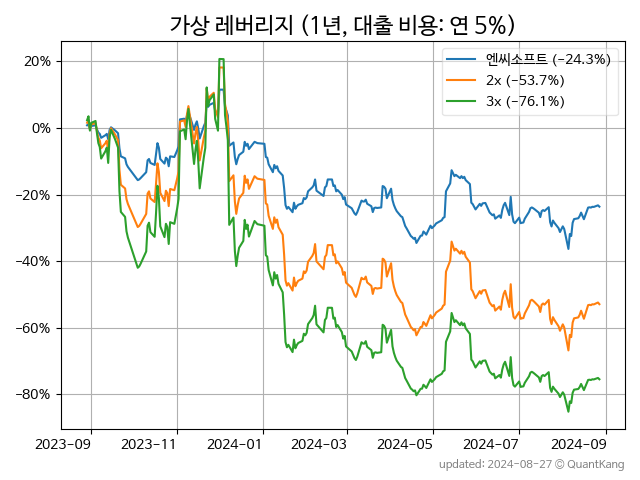 가상 레버리지 (1년, 대출 비용: 연 5%)
엔씨소프트 (−24.3%)
2x (−53.7%)
3x (−76.1%)
20%
0%
−20%
−40%
−60%
−80%
2023-09 2023-11 2024-01 2024-03 2024-05 2024-07 2024-09
updated: 2024-08-27 © QuantKang